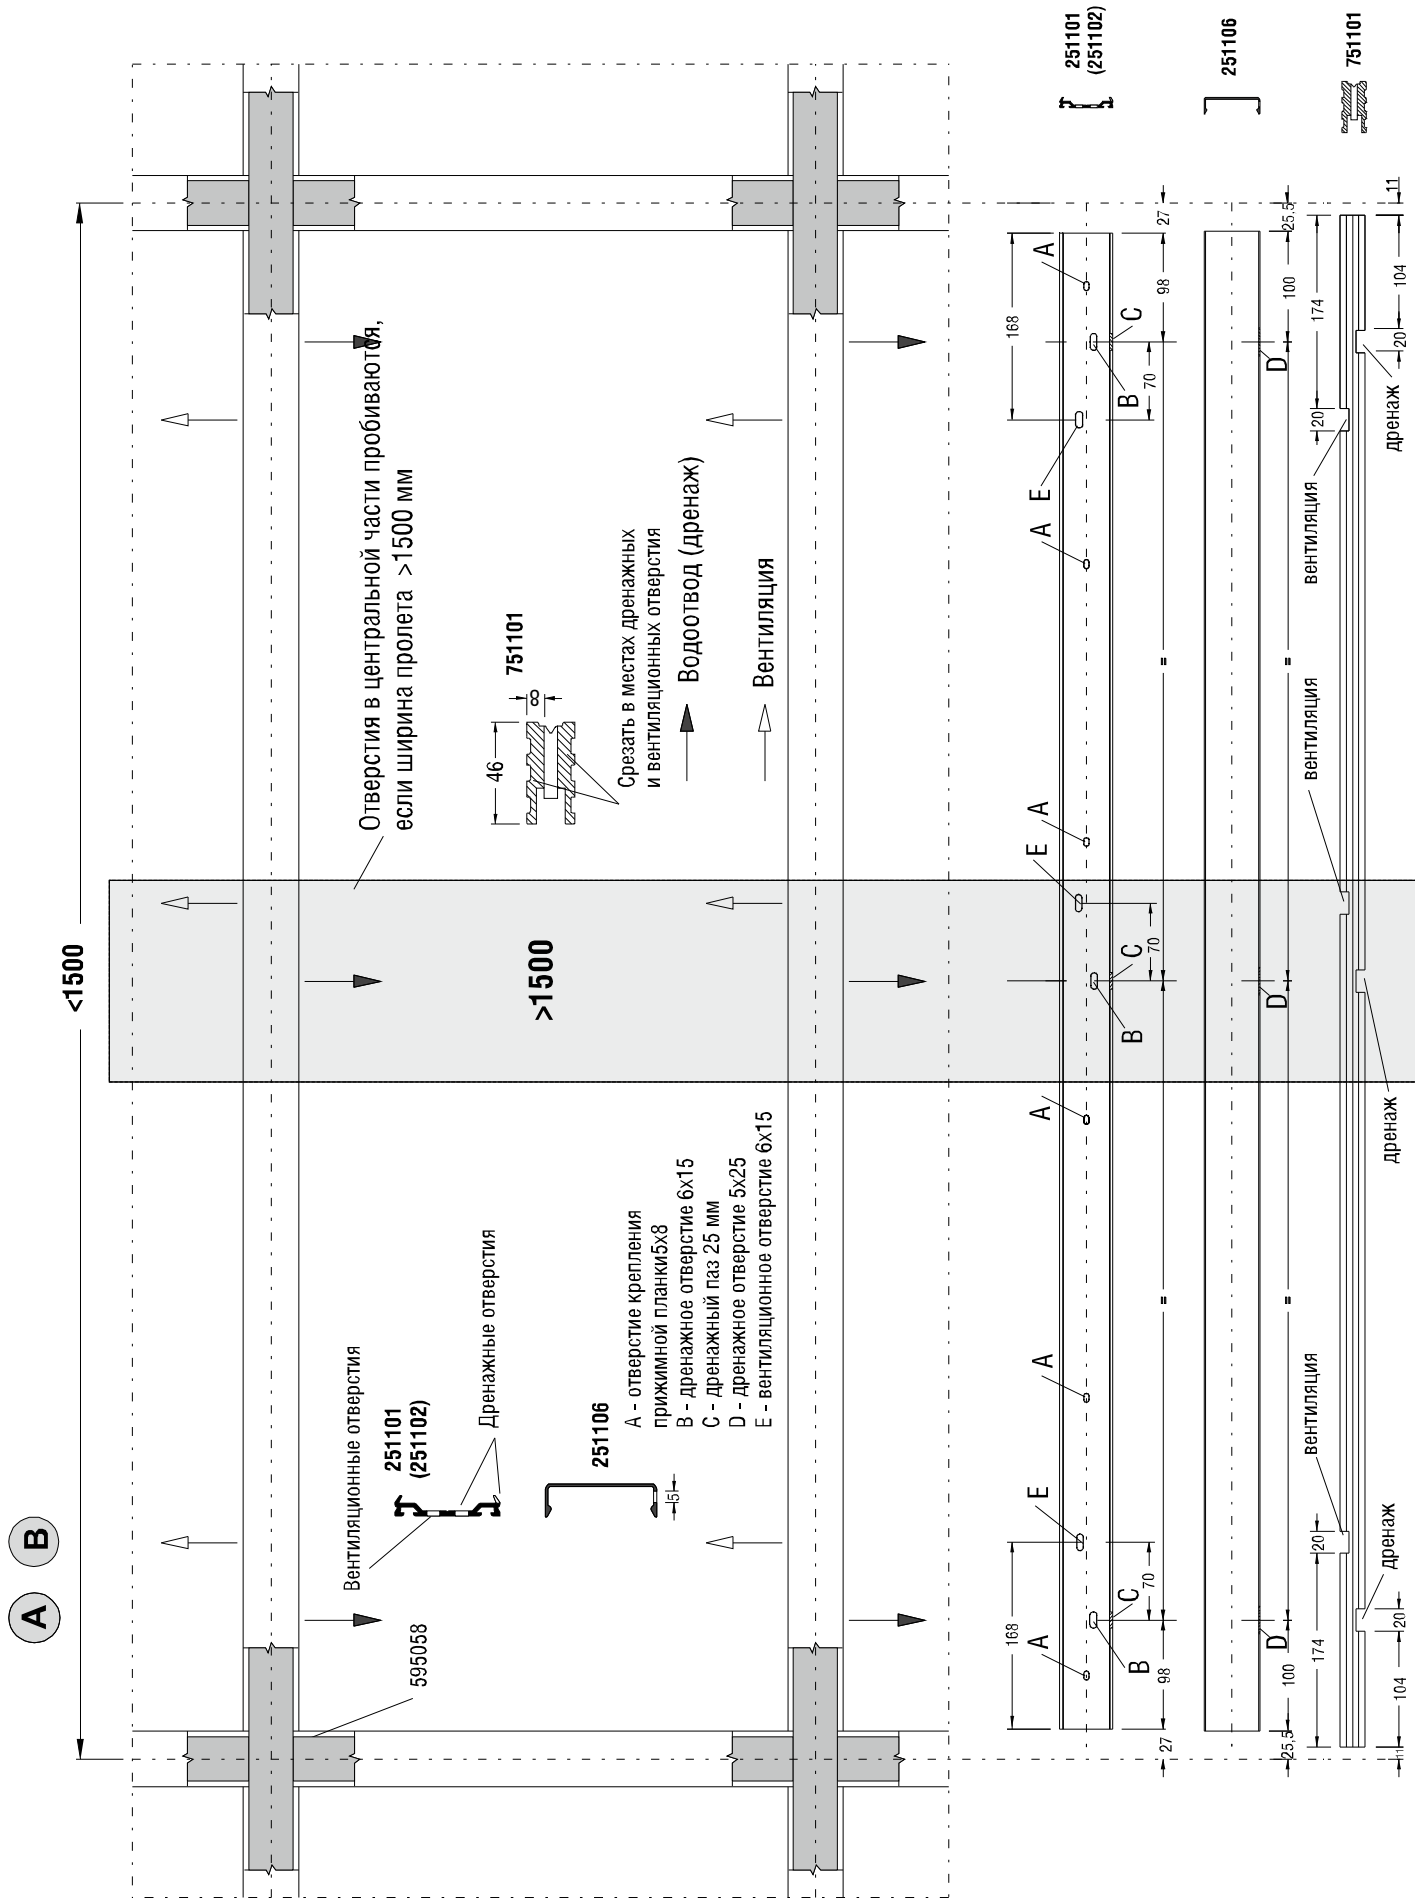 A B
<1500
Отверстия в центральной части пробиваются,
если ширина пролета >1500 мм
>1500
595058
Вентиляционные отверстия
251101
(251102)
Дренажные отверстия
251106
5
A - отверстие крепления
прижимной планки5x8
B - дренажное отверстие 6x15
C - дренажный паз 25 мм
D - дренажное отверстие 5x25
E - вентиляционное отверстие 6x15
751101
46
8
Срезать в местах дренажных
и вентиляционных отверстия
Водоотвод (дренаж)
Вентиляция
251101
(251102)
168
168
A
E
A
A
E
A
A
E
A
B
C
B
C
B
C
70
70
70
27
98
=
=
98
27
251106
D
D
D
25,5
100
=
=
100
25,5
751101
вентиляция
вентиляция
вентиляция
174
20
20
174
дренаж
дренаж
дренаж
11
104
20
20
104
11